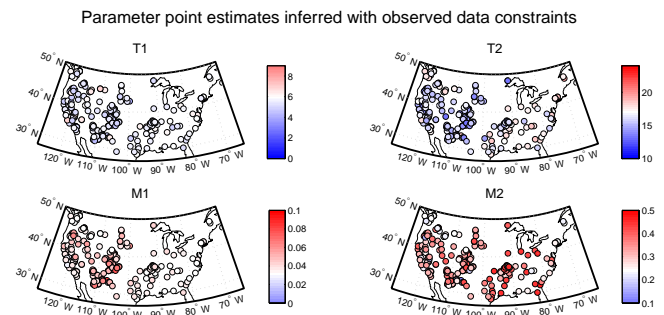 Parameter point estimates inferred with observed data constraints
T1
50° N
40° N
30° N
120° W 110° W 100° W 90° W 80° W 70° W
8
6
4
2
0
T2
50° N
40° N
30° N
120° W 110° W 100° W 90° W 80° W 70° W
20
15
10
M1
50° N
40° N
30° N
120° W 110° W 100° W 90° W 80° W 70° W
0.1
0.08
0.06
0.04
0.02
0
M2
50° N
40° N
30° N
120° W 110° W 100° W 90° W 80° W 70° W
0.5
0.4
0.3
0.2
0.1